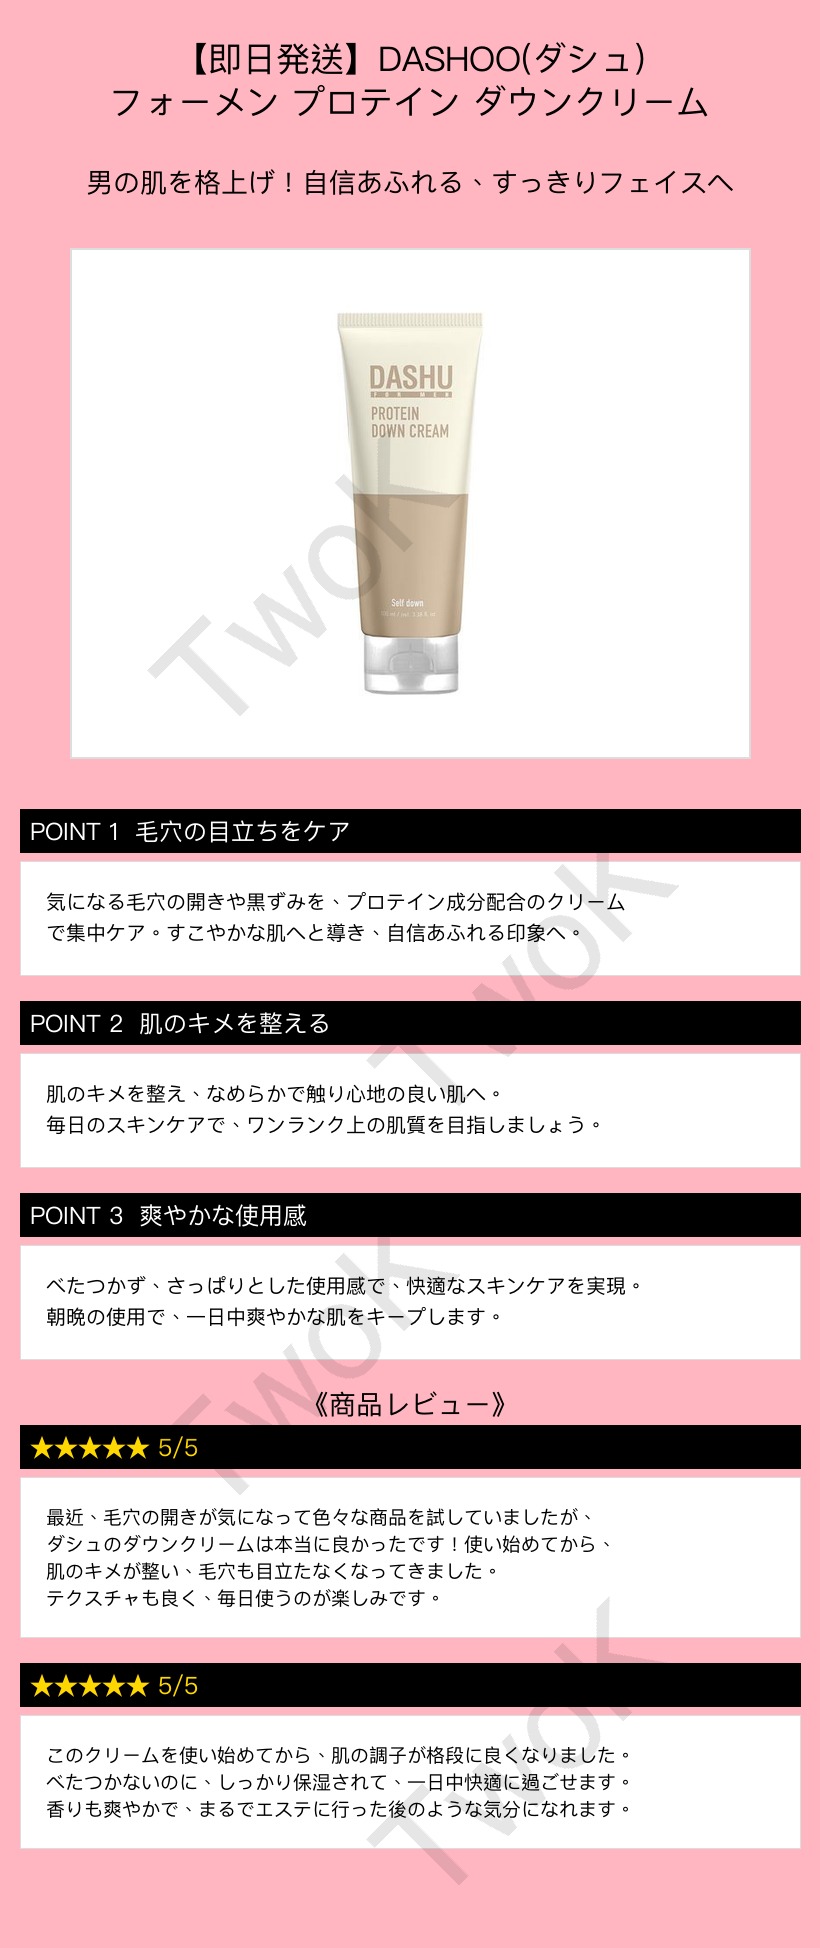 【即日発送】DASHOO(ダシュ)
フォーメン プロテイン ダウンクリーム
男の肌を格上げ！自信あふれる、すっきりフェイスへ
DASHU
FOR MEN
PROTEIN
DOWN CREAM
Self down
TwoK
POINT 1 毛穴の目立ちをケア
気になる毛穴の開きや黒ずみを、プロテイン成分配合のクリーム
で集中ケア。すこやかな肌へと導き、自信あふれる印象へ。
TwoK
POINT 2 肌のキメを整える
肌のキメを整え、なめらかで触り心地の良い肌へ。
毎日のスキンケアで、ワンランク上の肌質を目指しましょう。
POINT 3 爽やかな使用感
べたつかず、さっぱりとした使用感で、快適なスキンケアを実現。
朝晩の使用で、一日中爽やかな肌をキープします。
TwoK
《商品レビュー》
★★★★★ 5/5
最近、毛穴の開きが気になって色々な商品を試していましたが、
ダシュのダウンクリームは本当に良かったです！使い始めてから、
肌のキメが整い、毛穴も目立たなくなってきました。
テクスチャも良く、毎日使うのが楽しみです。
★★★★★ 5/5
このクリームを使い始めてから、肌の調子が格段に良くなりました。
べたつかないのに、しっかり保湿されて、一日中快適に過ごせます。
香りも爽やかで、まるでエステに行った後のような気分になれます。
TwoK